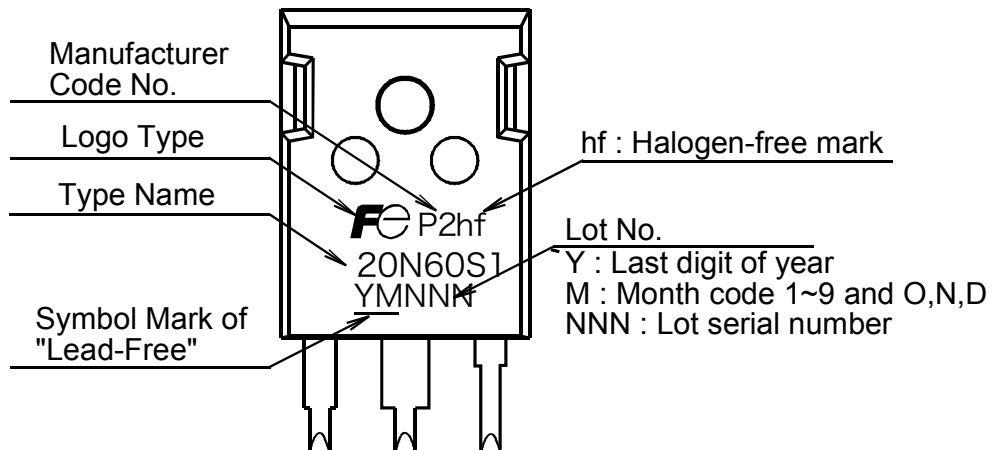 Manufacturer
Code No.
Logo Type
Type Name
Symbol Mark of
"Lead-Free"
Fe P2hf
20N60S1
YMNNN
hf : Halogen-free mark
Lot No.
Y : Last digit of year
M : Month code 1~9 and O,N,D
NNN : Lot serial number